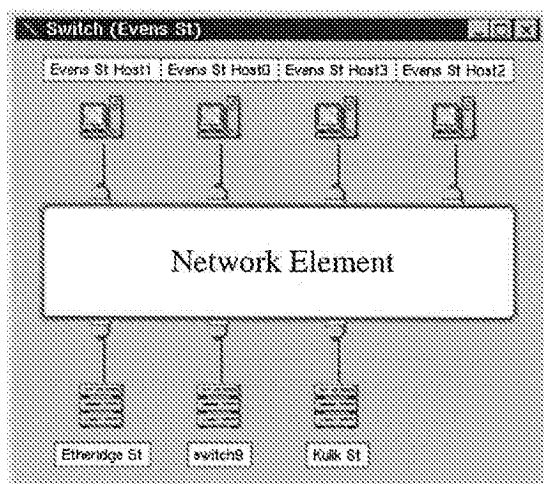 Switch (Evens St)
Evens St Host1 Evens St Host0 Evens St Host3 Evens St Host2
Network Element
Etheridge St switch9 Kulik St